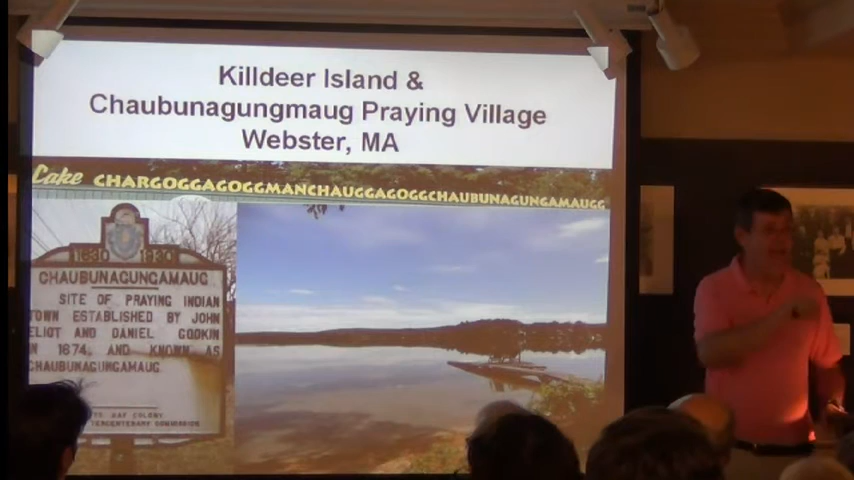 Killdeer Island &
Chaubunagungmaug Praying Village
Webster, MA
Lake CHARGOGGAGOGGMANCHAUGGAGOGGCHAUBUNAGUNGAMAUGG
1630 1930
CHAUBUNAGUNGAMAUG
SITE OF PRAYING INDIAN
TOWN ESTABLISHED BY JOHN
ELIOT AND DANIEL GOOKIN
IN 1674, AND KNOWN AS
CHAUBUNAGUNGAMAUG.
BAY COLONY
TERCENTENARY COMMISSION